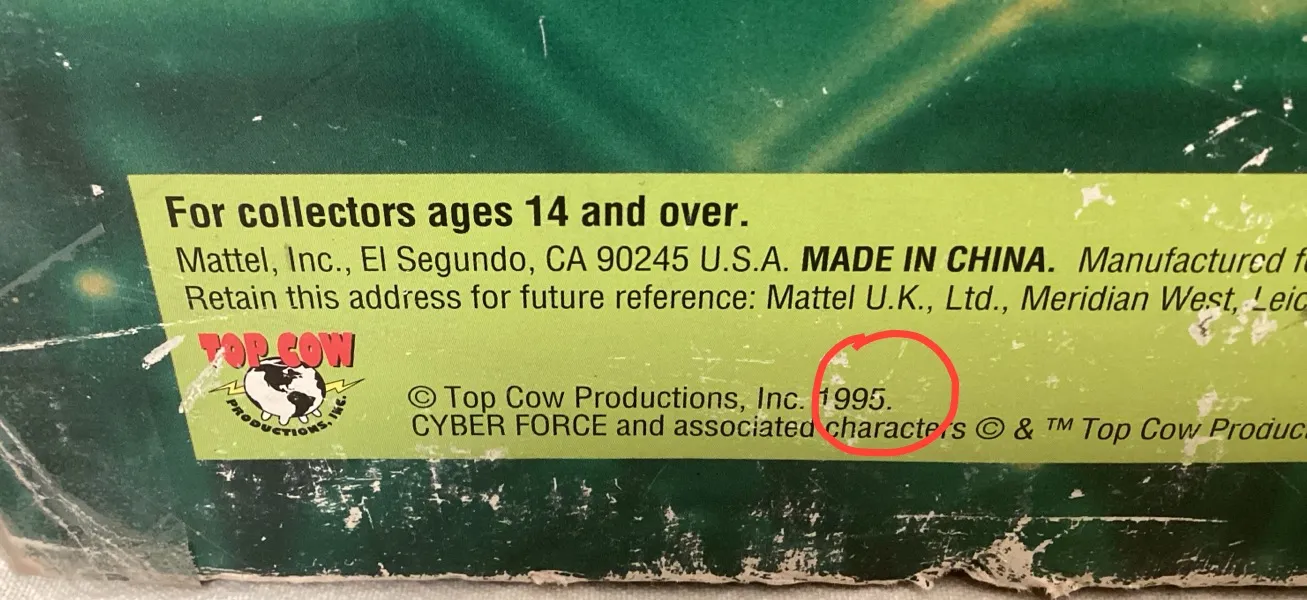 For collectors ages 14 and over.
Mattel, Inc., El Segundo, CA 90245 U.S.A. MADE IN CHINA. Manufactured
Retain this address for future reference: Mattel U.K., Ltd., Meridian West,
TOP COW
PRODUCTIONS, INC.
© Top Cow Productions, Inc. 1995.
CYBER FORCE and associated characters © & ™ Top Cow